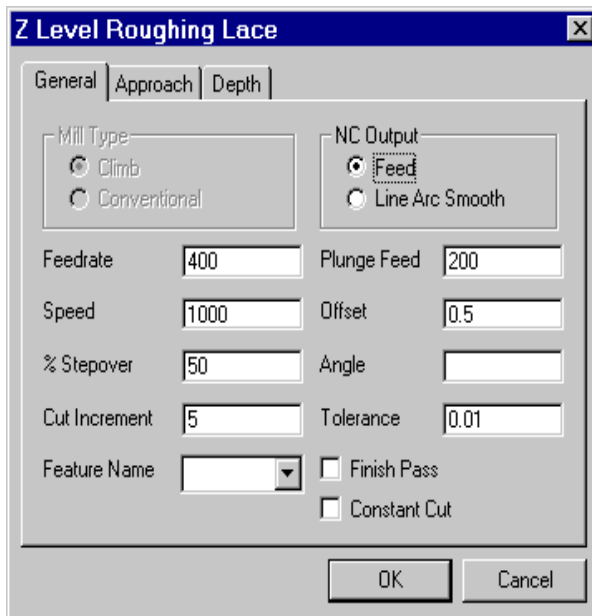 Z Level Roughing Lace
General Approach Depth
Mill Type
Climb
Conventional
NC Output
Feed
Line Arc Smooth
Feedrate 400 Plunge Feed 200
Speed 1000 Offset 0.5
% Stepover 50 Angle
Cut Increment 5 Tolerance 0.01
Feature Name Finish Pass
Constant Cut
OK Cancel